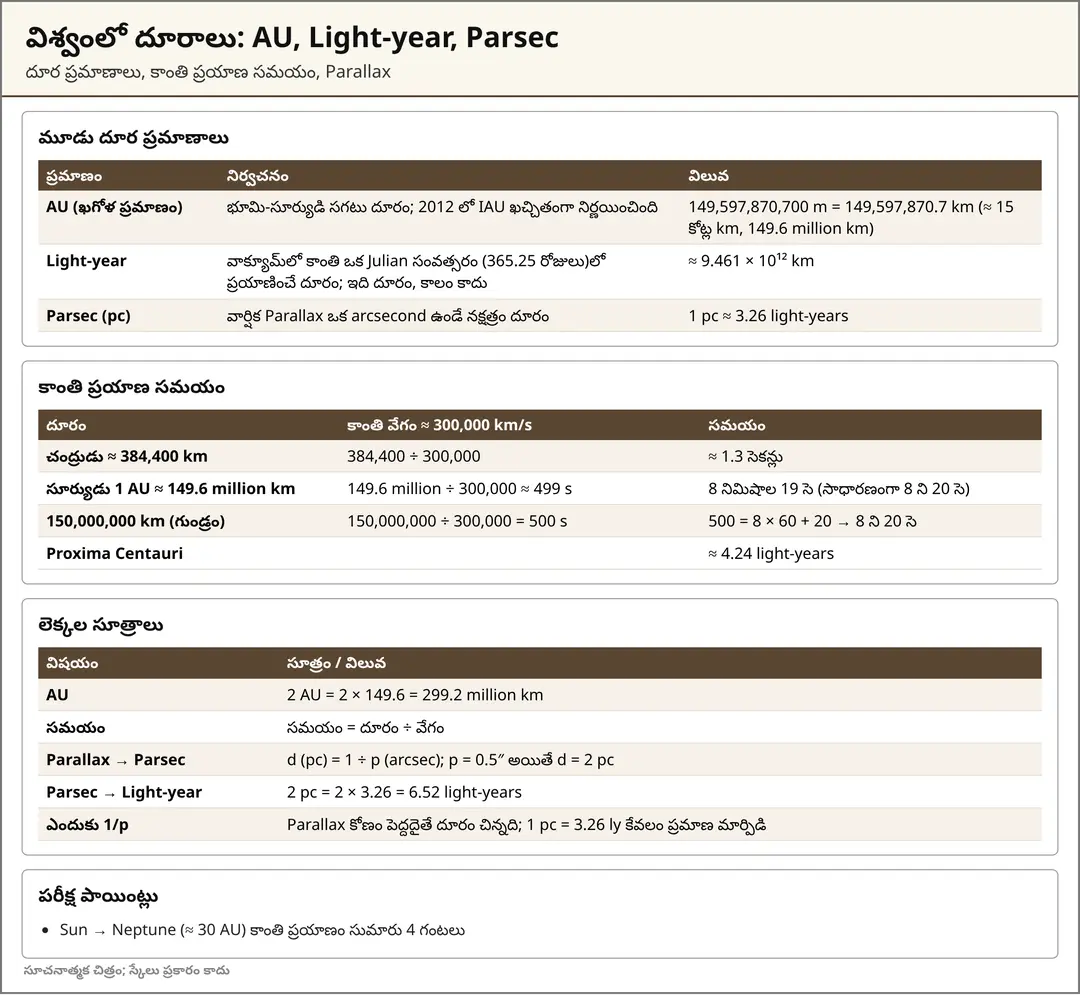 విశ్వంలో దూరాలు: AU, Light-year, Parsec
దూర ప్రమాణాలు, కాంతి ప్రయాణ సమయం, Parallax
మూడు దూర ప్రమాణాలు
ప్రమాణం నిర్వచనం విలువ
AU (ఖగోళ ప్రమాణం) భూమి-సూర్యుడి సగటు దూరం; 2012 లో IAU ఖచ్చితంగా నిర్ణయించింది 149,597,870,700 m = 149,597,870.7 km (≈ 15
కోట్ల km, 149.6 million km)
Light-year వాక్యూమ్‌లో కాంతి ఒక Julian సంవత్సరం (365.25 రోజులు)లో ≈ 9.461 × 10¹² km
ప్రయాణించే దూరం; ఇది దూరం, కాలం కాదు
Parsec (pc) వార్షిక Parallax ఒక arcsecond ఉండే నక్షత్రం దూరం 1 pc ≈ 3.26 light-years
కాంతి ప్రయాణ సమయం
దూరం కాంతి వేగం ≈ 300,000 km/s సమయం
చంద్రుడు ≈ 384,400 km 384,400 ÷ 300,000 ≈ 1.3 సెకన్లు
సూర్యుడు 1 AU ≈ 149.6 million km 149.6 million ÷ 300,000 ≈ 499 s 8 నిమిషాల 19 సె (సాధారణంగా 8 ని 20 సె)
150,000,000 km (గుండ్రం) 150,000,000 ÷ 300,000 = 500 s 500 = 8 × 60 + 20 → 8 ని 20 సె
Proxima Centauri ≈ 4.24 light-years
లెక్కల సూత్రాలు
విషయం సూత్రం / విలువ
AU 2 AU = 2 × 149.6 = 299.2 million km
సమయం సమయం = దూరం ÷ వేగం
Parallax → Parsec d (pc) = 1 ÷ p (arcsec); p = 0.5″ అయితే d = 2 pc
Parsec → Light-year 2 pc = 2 × 3.26 = 6.52 light-years
ఎందుకు 1/p Parallax కోణం పెద్దదైతే దూరం చిన్నది; 1 pc = 3.26 ly కేవలం ప్రమాణ మార్పిడి
పరీక్ష పాయింట్లు
• Sun → Neptune (≈ 30 AU) కాంతి ప్రయాణం సుమారు 4 గంటలు
సూచనాత్మక చిత్రం; స్కేలు ప్రకారం కాదు